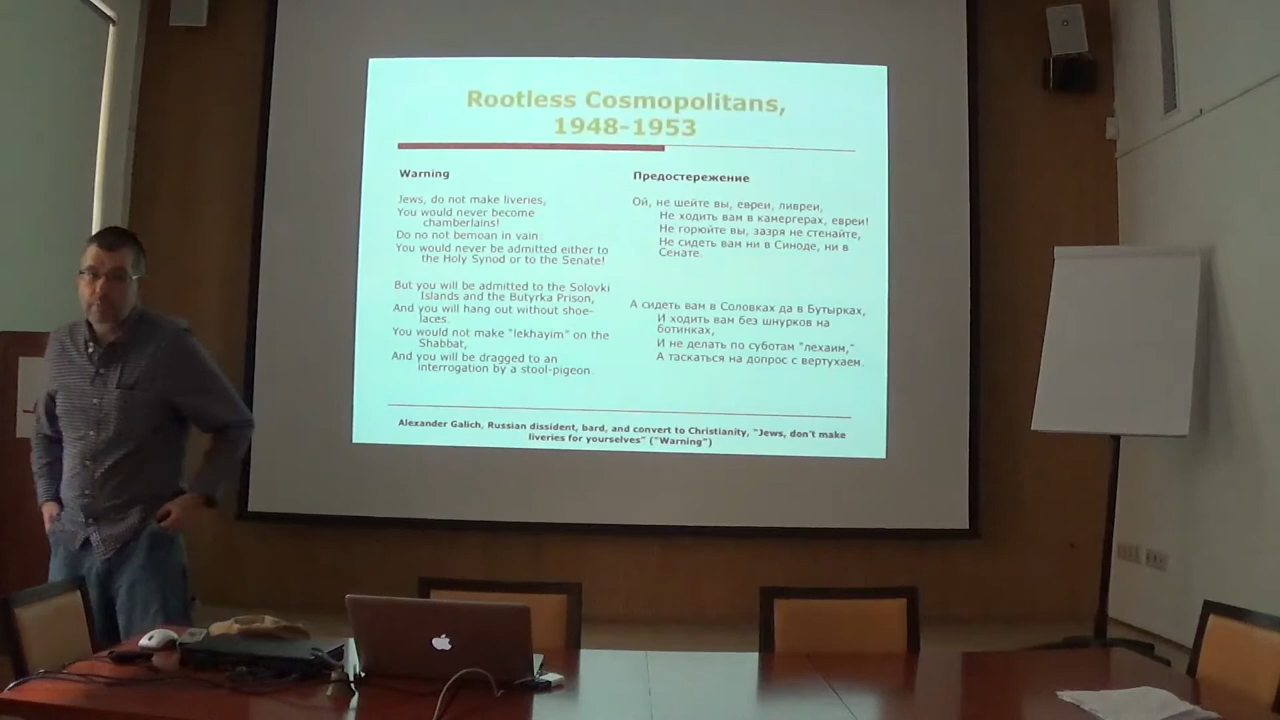 Rootless Cosmopolitans,
1948-1953
Warning
Jews, do not make liveries,
You would never become
chamberlains!
Do no not bemoan in vain
You would never be admitted either to
the Holy Synod or to the Senate!
But you will be admitted to the Solovki
Islands and the Butyrka Prison,
And you will hang out without shoe-
laces.
You would not make "lekhayim" on the
Shabbat,
And you will be dragged to an
interrogation by a stool-pigeon.
Предостережение
Ой, не шейте вы, евреи, ливреи,
Не ходить вам в камергерах, евреи!
Не горюйте вы, зазря не стенайте,
Не сидеть вам ни в Синоде, ни в
Сенате.
А сидеть вам в Соловках да в Бутырках,
И ходить вам без шнурков на
ботинках,
И не делать по суботам "лехаим,"
А таскаться на допрос с вертухаем.
Alexander Galich, Russian dissident, bard, and convert to Christianity, "Jews, don't make
liveries for yourselves" ("Warning")